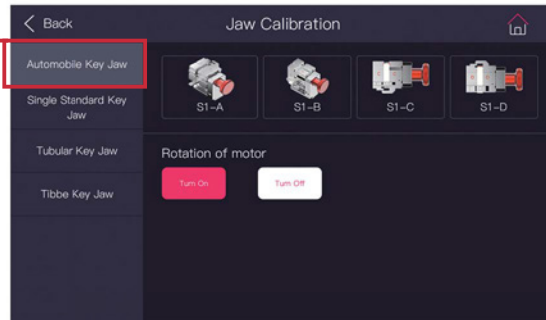 Back
Jaw Calibration
Automobile Key Jaw
Single Standard Key
Jaw
Tubular Key Jaw
Tibbe Key Jaw
S1-A
S1-B
S1-C
S1-D
Rotation of motor
Turn On
Turn Off